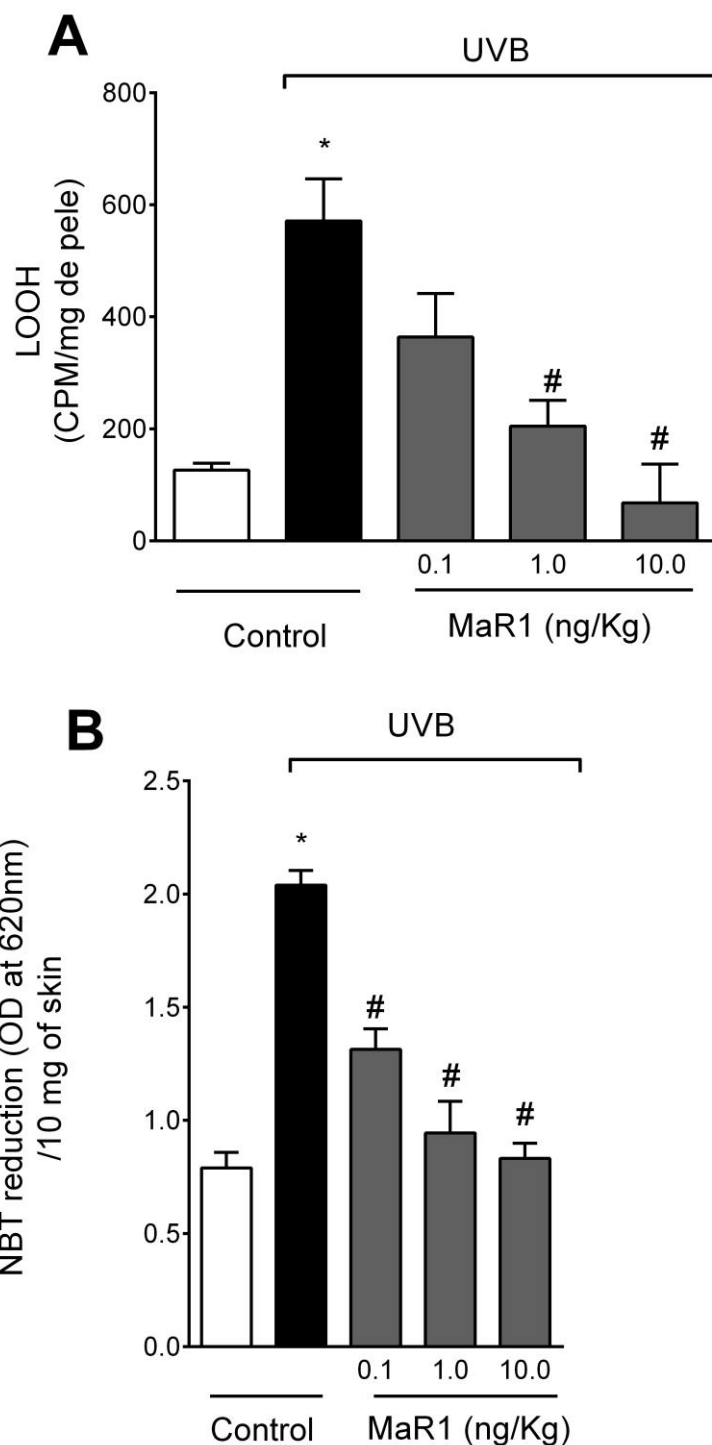 A
UVB
LOOH
(CPM/mg de pele)
800
600
400
200
0
*
#
#
0.1 1.0 10.0
Control MaR1 (ng/Kg)
B
UVB
NBT reduction (OD at 620nm)
/10 mg of skin
2.5
2.0
1.5
1.0
0.5
0.0
*
#
#
#
0.1 1.0 10.0
Control MaR1 (ng/Kg)